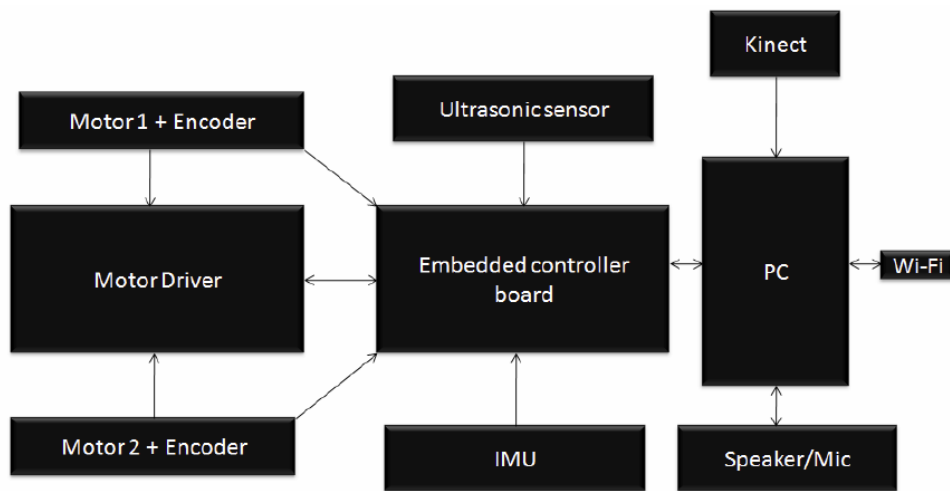 Kinect
Motor 1 + Encoder
Ultrasonic sensor
Motor Driver
Embedded controller
board
PC
Wi-Fi
Motor 2 + Encoder
IMU
Speaker/Mic